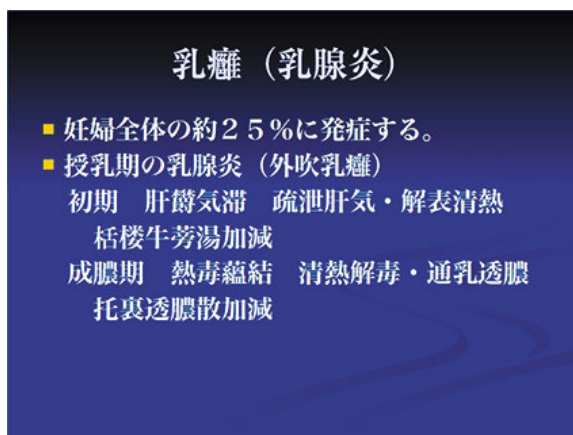 乳癰（乳腺炎）
■ 妊婦全体の約２５％に発症する。
■ 授乳期の乳腺炎（外吹乳癰）
初期　肝欝気滞　疏泄肝気・解表清熱
栝楼牛蒡湯加減
成膿期　熱毒蘊結　清熱解毒・通乳透膿
托裏透膿散加減